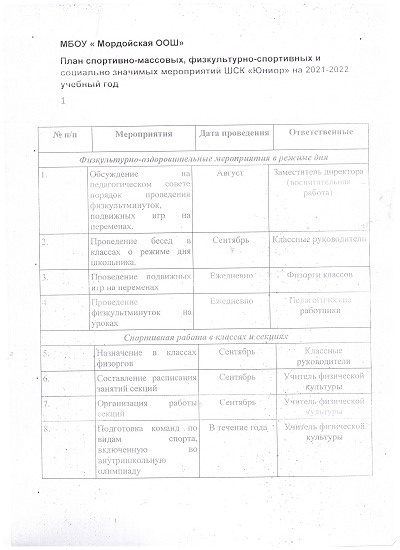 МБОУ « Мордойская ООШ»
План спортивно-массовых, физкультурно-спортивных и
социально значимых мероприятий ШСК «Юниор» на 2021-2022
учебный год
1
№ п/п Мероприятия Дата проведения Ответственные
Физкультурно-оздоровительные мероприятия в режиме дня
1. Обсуждение на Август Заместитель директора
педагогическом совете (воспитательная
порядок проведения работа)
физкультминуток,
подвижных игр на
переменах.
2. Проведение бесед в Сентябрь Классные руководители
классах о режиме дня
школьника.
3. Проведение подвижных Ежедневно Физорги классов
игр на переменах
4 Проведение Ежедневно Педагогические
физкультминуток на работники
уроках
Спортивная работа в классах и секциях
5. Назначение в классах Сентябрь Классные
физоргов руководители
6. Составление расписания Сентябрь Учитель физической
занятий секций культуры
7. Организация работы Сентябрь Учитель физической
секций культуры
8. Подготовка команд по В течение года Учитель физической
видам спорта, культуры
включенную во
внутришкольную
олимпиаду